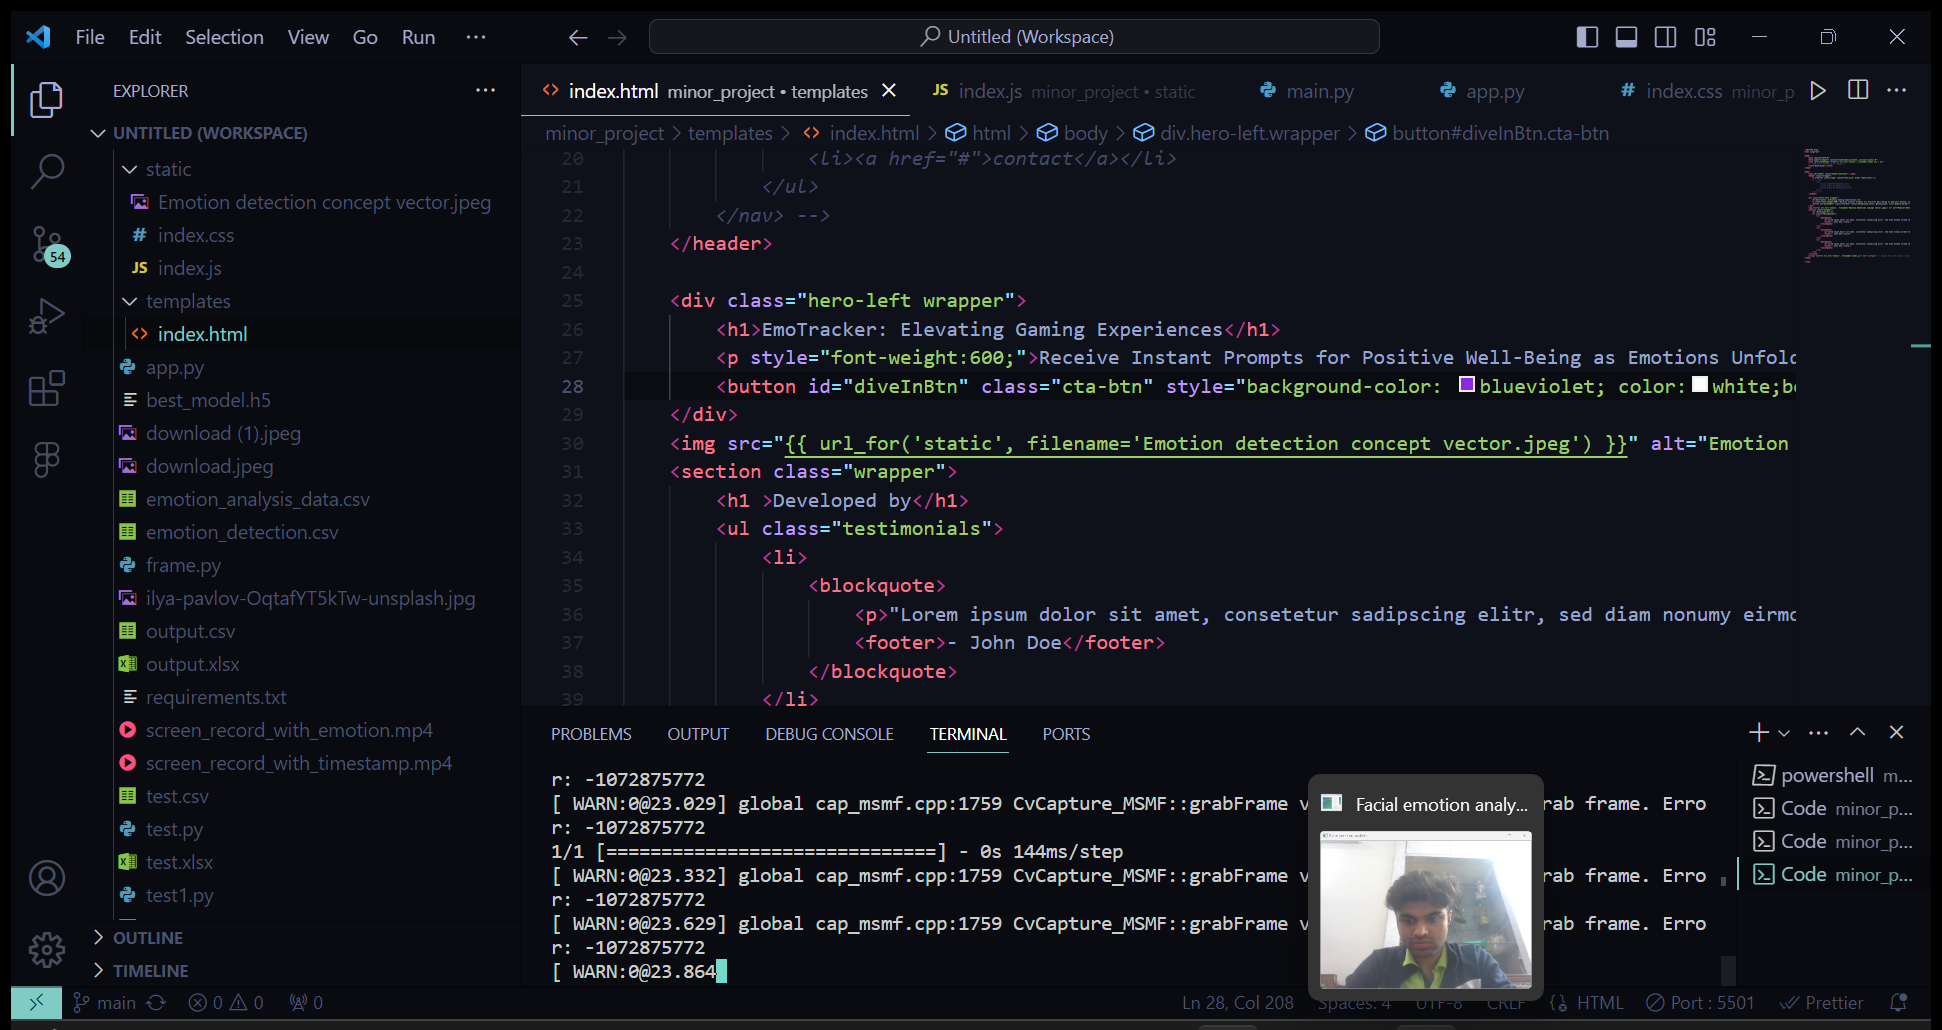 File Edit Selection View Go Run ···
Untitled (Workspace)
EXPLORER ···
index.html minor_project • templates
JS index.js minor_project • static
main.py
app.py
# index.css minor_p
UNTITLED (WORKSPACE)
minor_project > templates > index.html > html > body > div.hero-left.wrapper > button#diveInBtn.cta-btn
static
Emotion detection concept vector.jpeg
# index.css
JS index.js
templates
index.html
app.py
best_model.h5
download (1).jpeg
download.jpeg
emotion_analysis_data.csv
emotion_detection.csv
frame.py
ilya-pavlov-OqtafYT5kTw-unsplash.jpg
output.csv
output.xlsx
requirements.txt
screen_record_with_emotion.mp4
screen_record_with_timestamp.mp4
test.csv
test.py
test.xlsx
test1.py
OUTLINE
TIMELINE
54
20 <li><a href="#">contact</a></li>
21 </ul>
22 </nav> -->
23 </header>
24
25 <div class="hero-left wrapper">
26 <h1>EmoTracker: Elevating Gaming Experiences</h1>
27 <p style="font-weight:600;">Receive Instant Prompts for Positive Well-Being as Emotions Unfol
28 <button id="diveInBtn" class="cta-btn" style="background-color: blueviolet; color: white;b
29 </div>
30 <img src="{{ url_for('static', filename='Emotion detection concept vector.jpeg') }}" alt="Emotion
31 <section class="wrapper">
32 <h1 >Developed by</h1>
33 <ul class="testimonials">
34 <li>
35 <blockquote>
36 <p>"Lorem ipsum dolor sit amet, consetetur sadipscing elitr, sed diam nonumy eirm
37 <footer>- John Doe</footer>
38 </blockquote>
39 </li>
PROBLEMS OUTPUT DEBUG CONSOLE TERMINAL PORTS
r: -1072875772
[ WARN:0@23.029] global cap_msmf.cpp:1759 CvCapture_MSMF::grabFrame v
rab frame. Erro
r: -1072875772
1/1 [==============================] - 0s 144ms/step
[ WARN:0@23.332] global cap_msmf.cpp:1759 CvCapture_MSMF::grabFrame v
rab frame. Erro
r: -1072875772
[ WARN:0@23.629] global cap_msmf.cpp:1759 CvCapture_MSMF::grabFrame v
rab frame. Erro
r: -1072875772
[ WARN:0@23.864
Facial emotion analy...
powershell m...
Code minor_p...
Code minor_p...
Code minor_p...
main 0 0 0
Ln 28, Col 208 Spaces: 4 UTF-8 CRLF HTML Port : 5501 Prettier